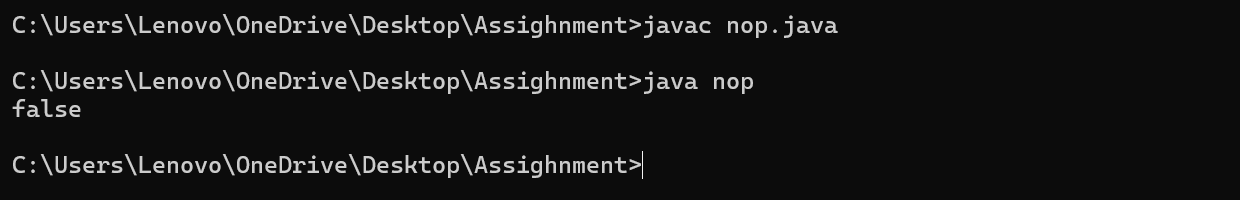 C:\Users\Lenovo\OneDrive\Desktop\Assighnment>javac nop.java
C:\Users\Lenovo\OneDrive\Desktop\Assighnment>java nop
false
C:\Users\Lenovo\OneDrive\Desktop\Assighnment>